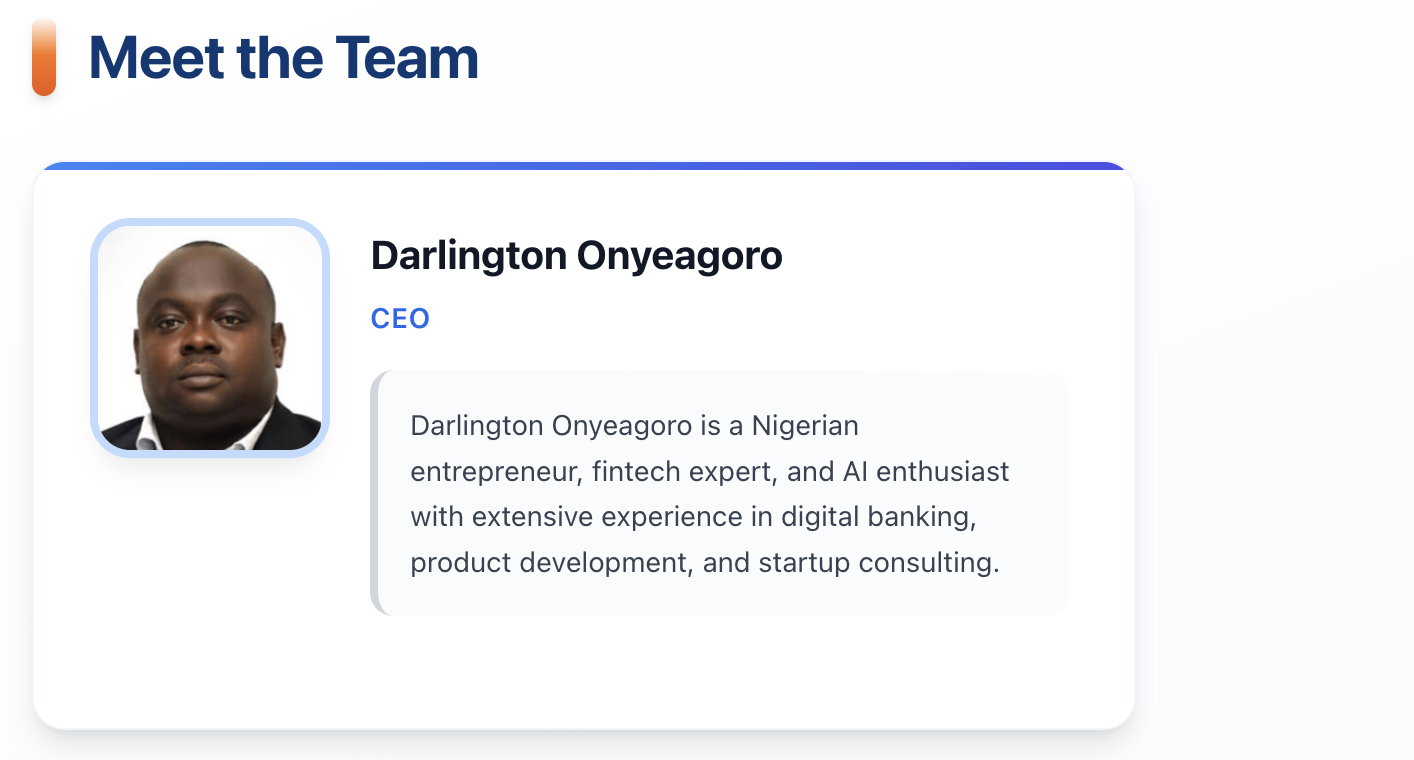 Meet the Team
Darlington Onyeagoro
CEO
Darlington Onyeagoro is a Nigerian
entrepreneur, fintech expert, and AI enthusiast
with extensive experience in digital banking,
product development, and startup consulting.